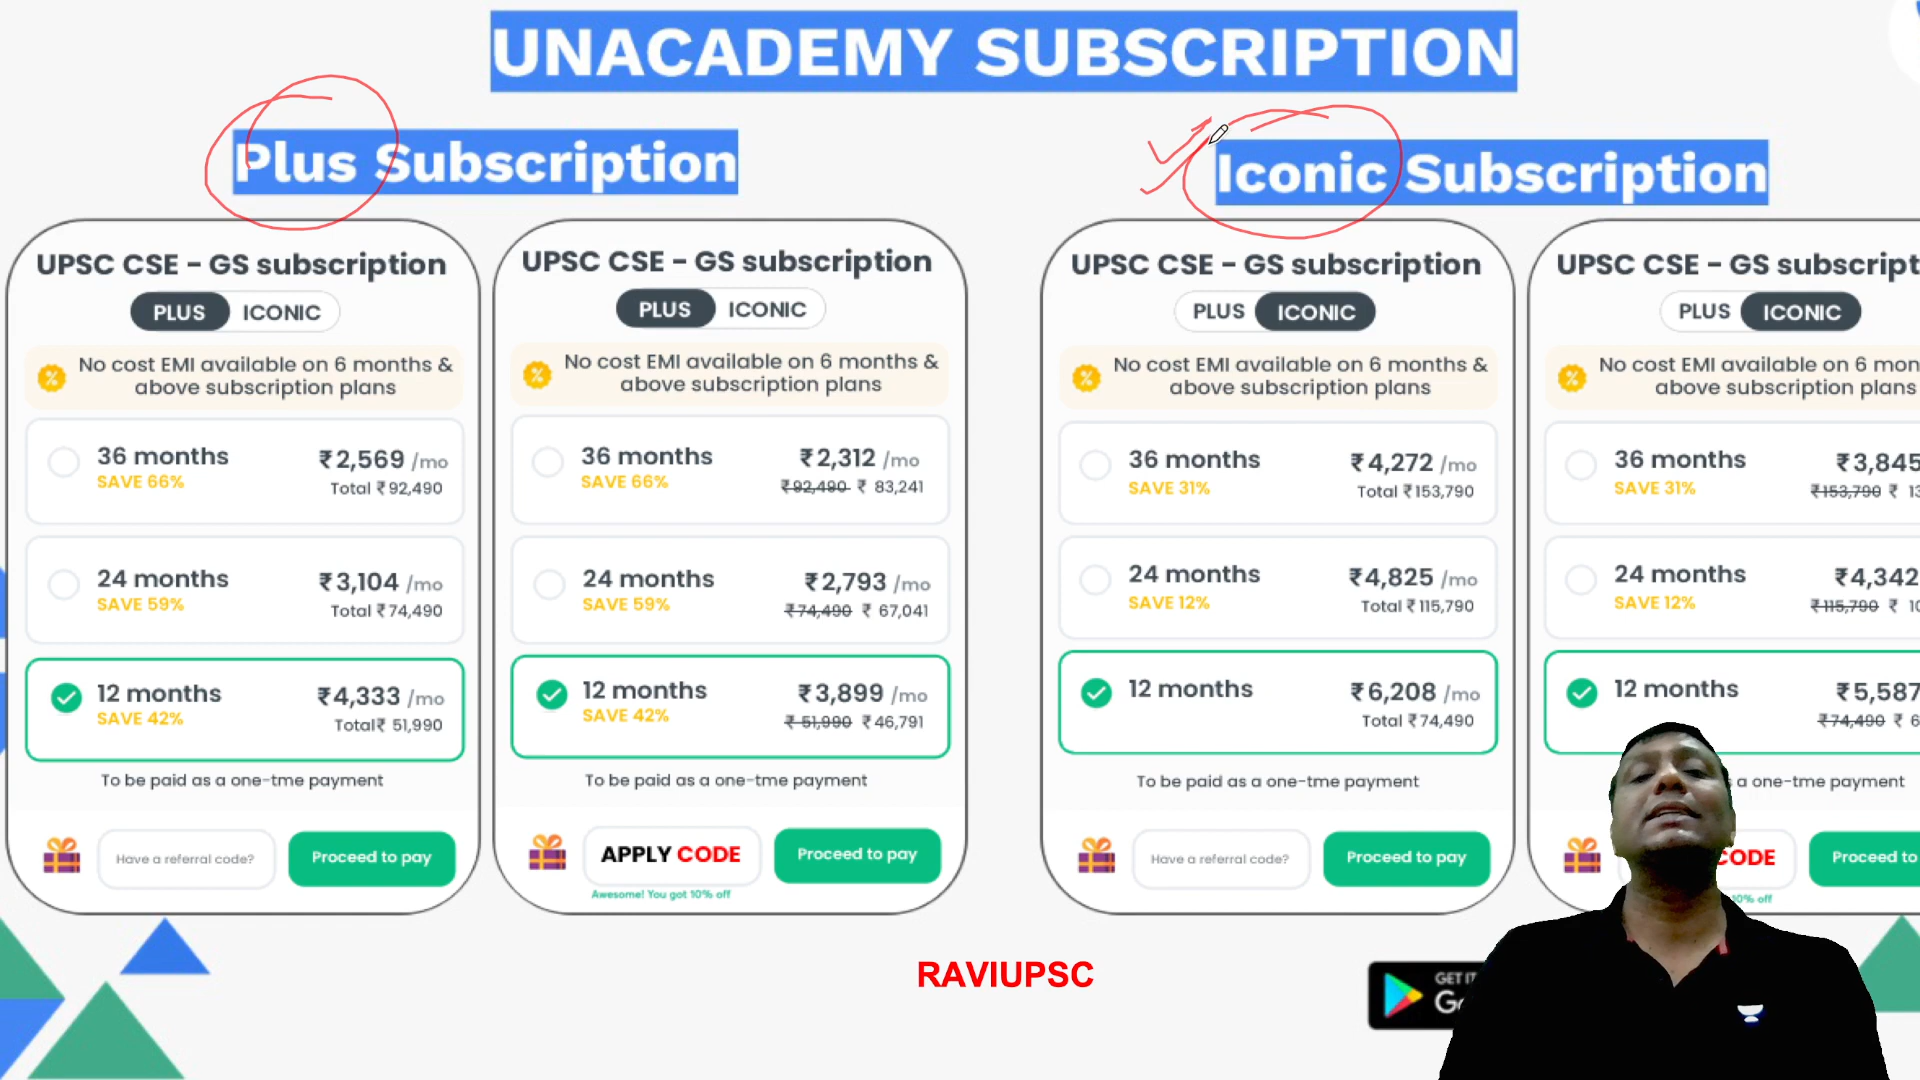 UNACADEMY SUBSCRIPTION
Plus Subscription
Iconic Subscription
UPSC CSE - GS subscription
PLUS ICONIC
No cost EMI available on 6 months &
above subscription plans
36 months ₹2,569 /mo
SAVE 66% Total ₹92,490
24 months ₹3,104 /mo
SAVE 59% Total ₹74,490
12 months ₹4,333 /mo
SAVE 42% Total₹ 51,990
To be paid as a one-tme payment
Have a referral code? Proceed to pay
UPSC CSE - GS subscription
PLUS ICONIC
No cost EMI available on 6 months &
above subscription plans
36 months ₹2,312 /mo
SAVE 66% ₹92,490 ₹ 83,241
24 months ₹2,793 /mo
SAVE 59% ₹74,490 ₹ 67,041
12 months ₹3,899 /mo
SAVE 42% ₹ 51,990 ₹46,791
To be paid as a one-tme payment
APPLY CODE Proceed to pay
Awesome! You got 10% off
UPSC CSE - GS subscription
PLUS ICONIC
No cost EMI available on 6 months &
above subscription plans
36 months ₹4,272 /mo
SAVE 31% Total ₹153,790
24 months ₹4,825 /mo
SAVE 12% Total ₹115,790
12 months ₹6,208 /mo
Total ₹74,490
To be paid as a one-tme payment
Have a referral code? Proceed to pay
UPSC CSE - GS
PLUS ICONIC
No cost EMI available on 6
above subscription plans
36 months ₹3,845
SAVE 31% ₹153,790 ₹
24 months ₹4,342
SAVE 12% ₹115,790 ₹
12 months ₹5,587
₹74,490 ₹
a one-tme payment
CODE Proceed to
10% off
RAVIUPSC
GET IT